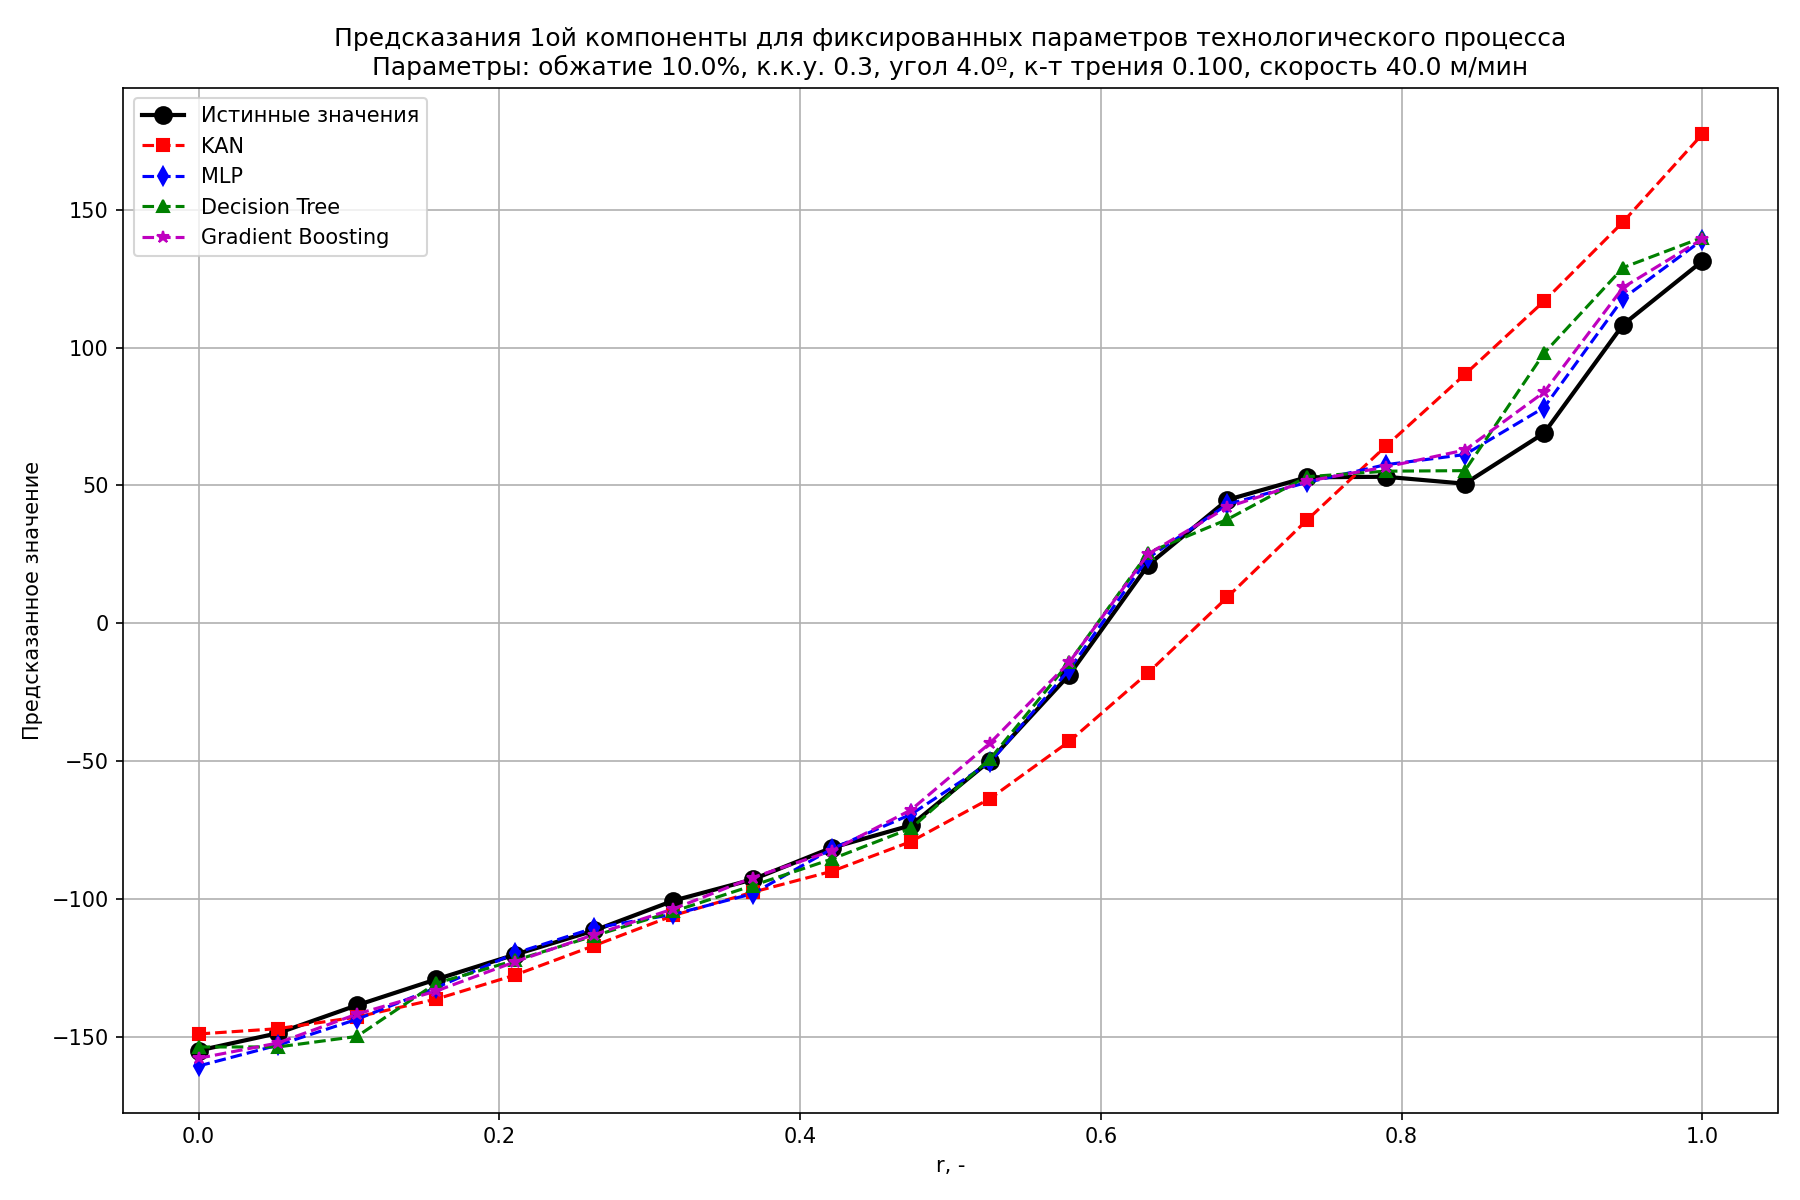 Предсказания 1ой компоненты для фиксированных параметров технологического процесса
Параметры: обжатие 10.0%, к.к.у. 0.3, угол 4.0º, к-т трения 0.100, скорость 40.0 м/мин
Истинные значения
KAN
MLP
Decision Tree
Gradient Boosting
Предсказанное значение
150
100
50
0
−50
−100
−150
0.0
0.2
0.4
0.6
0.8
1.0
r, -